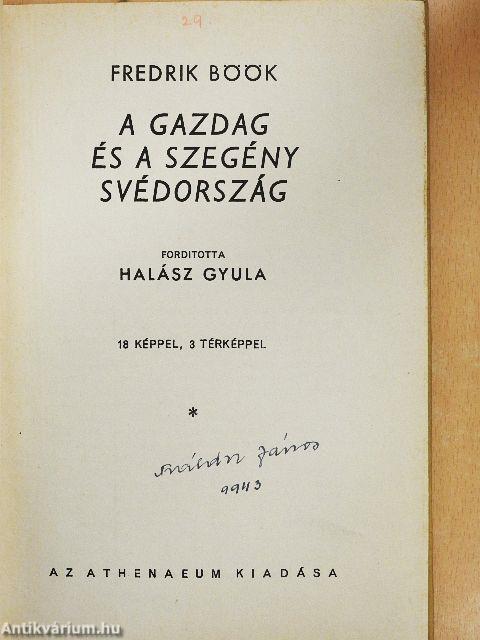 29
FREDRIK BÖÖK
A GAZDAG
ÉS A SZEGÉNY
SVÉDORSZÁG
FORDITOTTA
HALÁSZ GYULA
18 KÉPPEL, 3 TÉRKÉPPEL
*
János
1943
AZ ATHENAEUM KIADÁSA
Antikvárium.hu